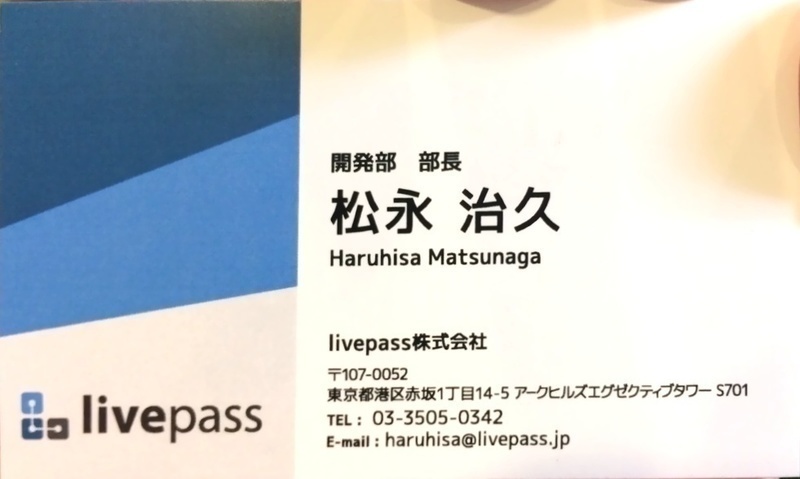 開発部 部長
松永 治久
Haruhisa Matsunaga
livepass株式会社
〒107-0052
東京都港区赤坂1丁目14-5 アークヒルズエグゼクティブタワー S701
TEL： 03-3505-0342
E-mail：haruhisa@livepass.jp
livepass